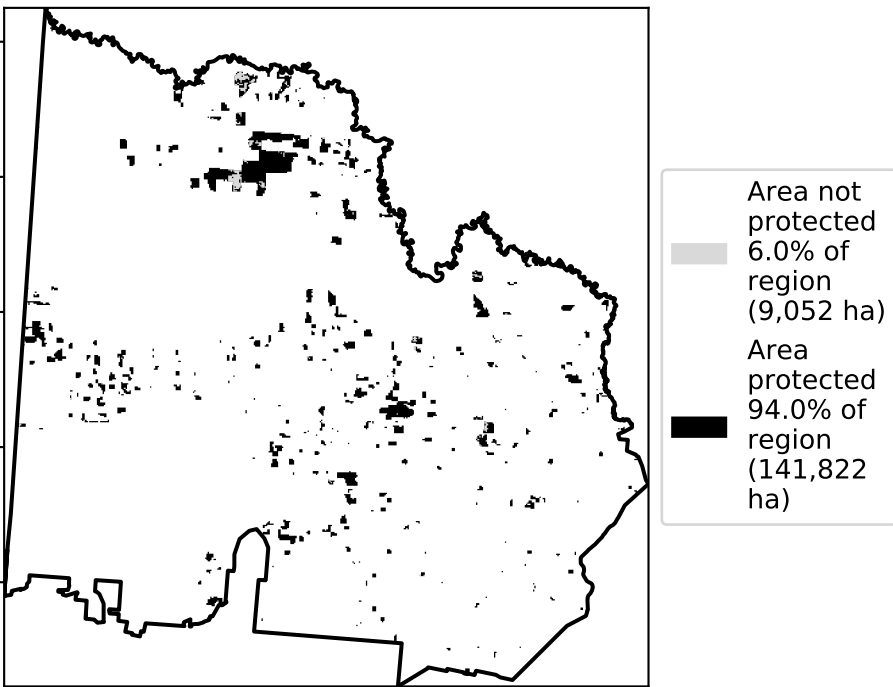 Area not
protected
6.0% of
region
(9,052 ha)
Area
protected
94.0% of
region
(141,822
ha)